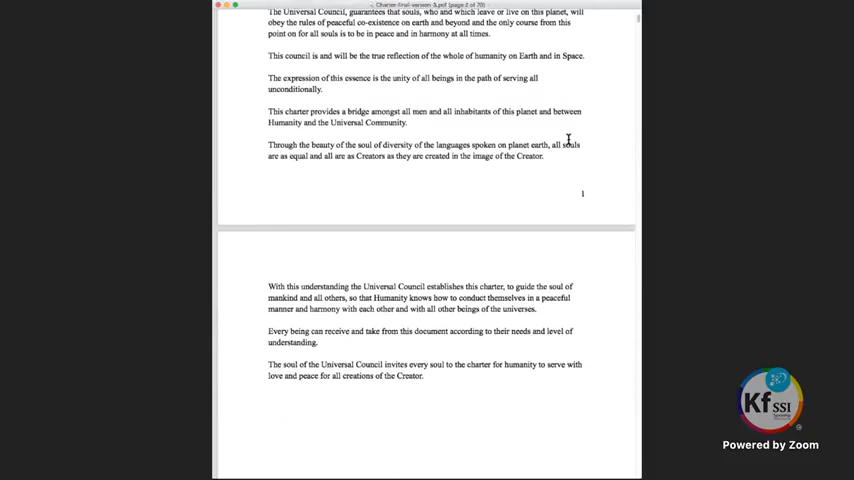 Charter-final-version-3.pdf (page 2 of 70)
The Universal Council, guarantees that souls, who and which leave or live on this planet, will
obey the rules of peaceful co-existence on earth and beyond and the only course from this
point on for all souls is to be in peace and in harmony at all times.
This council is and will be the true reflection of the whole of humanity on Earth and in Space.
The expression of this essence is the unity of all beings in the path of serving all
unconditionally.
This charter provides a bridge amongst all men and all inhabitants of this planet and between
Humanity and the Universal Community.
Through the beauty of the soul of diversity of the languages spoken on planet earth, all souls
are as equal and all are as Creators as they are created in the image of the Creator.
1
With this understanding the Universal Council establishes this charter, to guide the soul of
mankind and all others, so that Humanity knows how to conduct themselves in a peaceful
manner and harmony with each other and with all other beings of the universes.
Every being can receive and take from this document according to their needs and level of
understanding.
The soul of the Universal Council invites every soul to the charter for humanity to serve with
love and peace for all creations of the Creator.
Kf SSI
Powered by Zoom